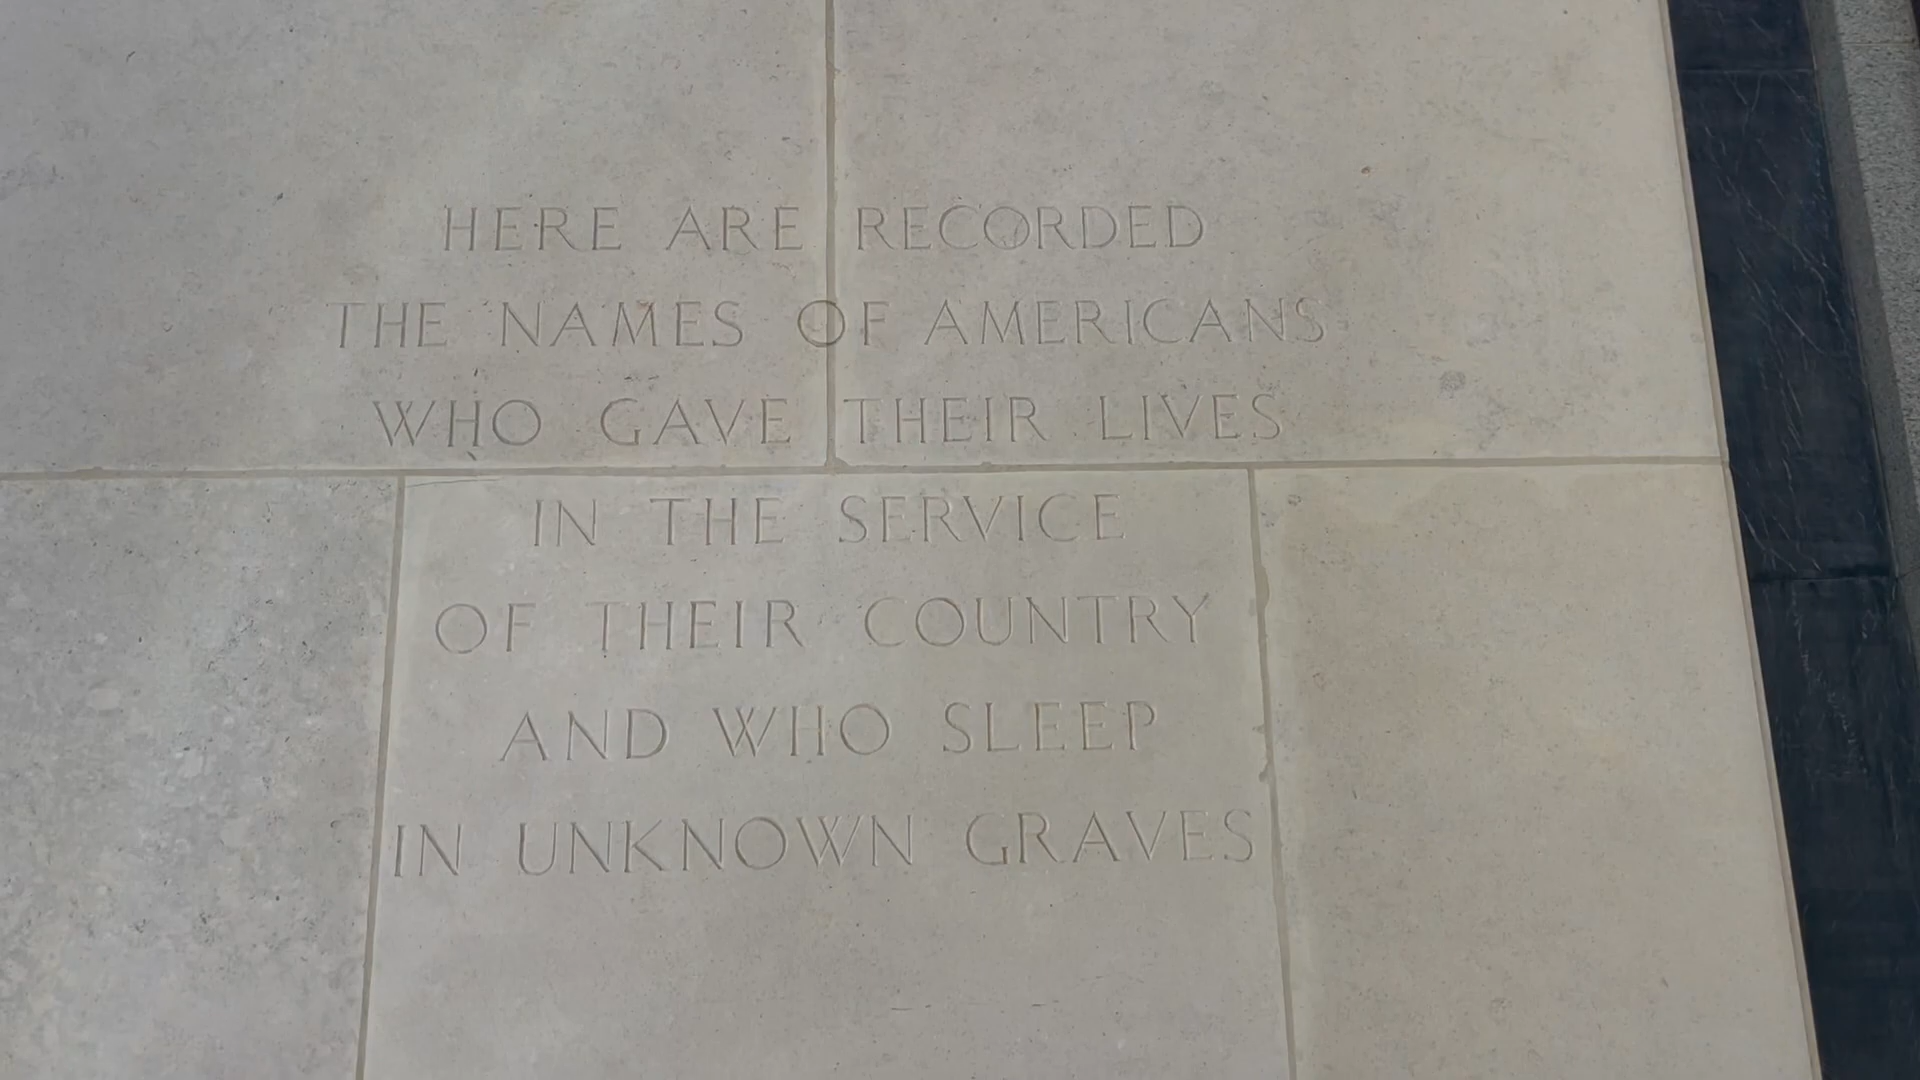 HERE ARE RECORDED
THE NAMES OF AMERICANS
WHO GAVE THEIR LIVES
IN THE SERVICE
OF THEIR COUNTRY
AND WHO SLEEP
IN UNKNOWN GRAVES